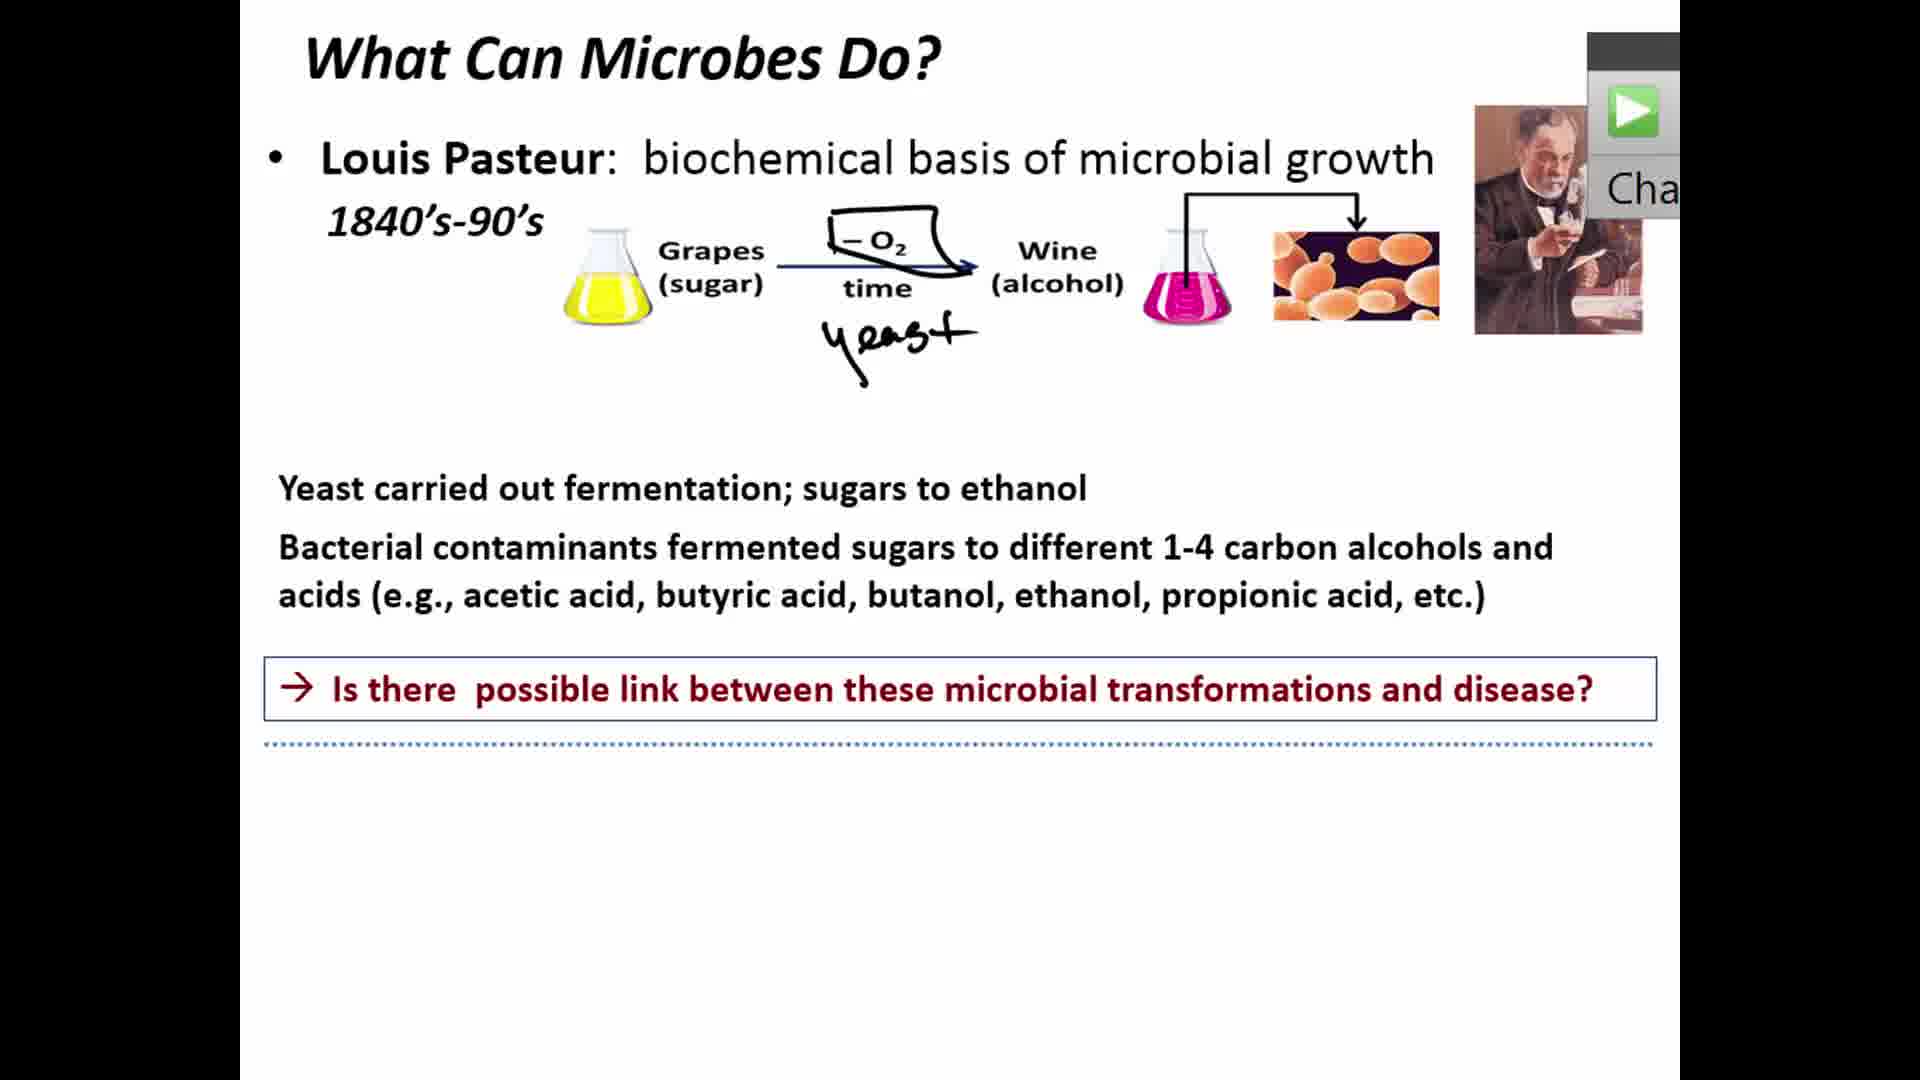 What Can Microbes Do?
• Louis Pasteur: biochemical basis of microbial growth
1840’s-90’s
Grapes
(sugar)
– O₂
time
yeast
Wine
(alcohol)
Cha
Yeast carried out fermentation; sugars to ethanol
Bacterial contaminants fermented sugars to different 1-4 carbon alcohols and
acids (e.g., acetic acid, butyric acid, butanol, ethanol, propionic acid, etc.)
→ Is there possible link between these microbial transformations and disease?